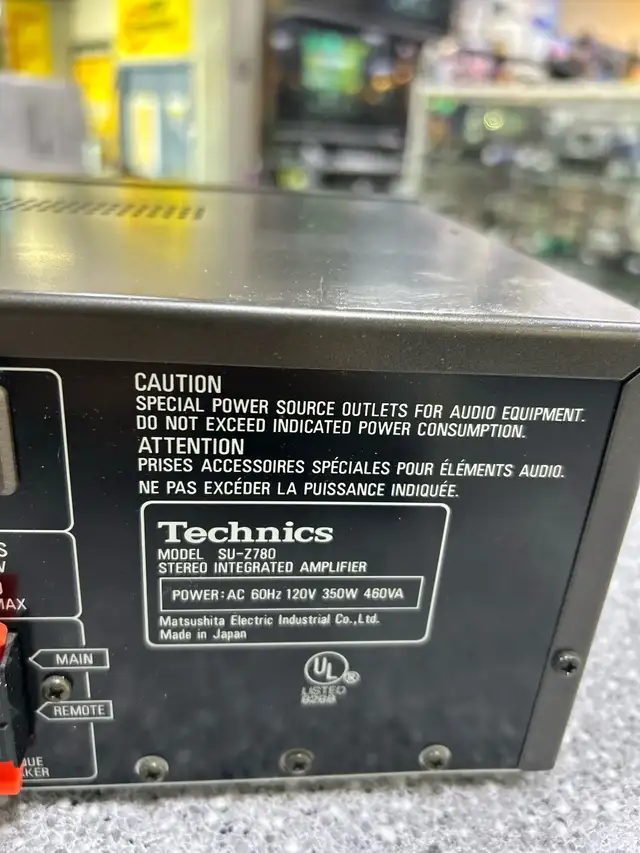 CAUTION
SPECIAL POWER SOURCE OUTLETS FOR AUDIO EQUIPMENT.
DO NOT EXCEED INDICATED POWER CONSUMPTION.
ATTENTION
PRISES ACCESSOIRES SPÉCIALES POUR ÉLÉMENTS AUDIO.
NE PAS EXCÉDER LA PUISSANCE INDIQUÉE.
Technics
MODEL SU-Z780
STEREO INTEGRATED AMPLIFIER
POWER: AC 60Hz 120V 350W 460VA
Matsushita Electric Industrial Co., Ltd.
Made in Japan
MAX
MAIN
REMOTE
UL ®
LISTED